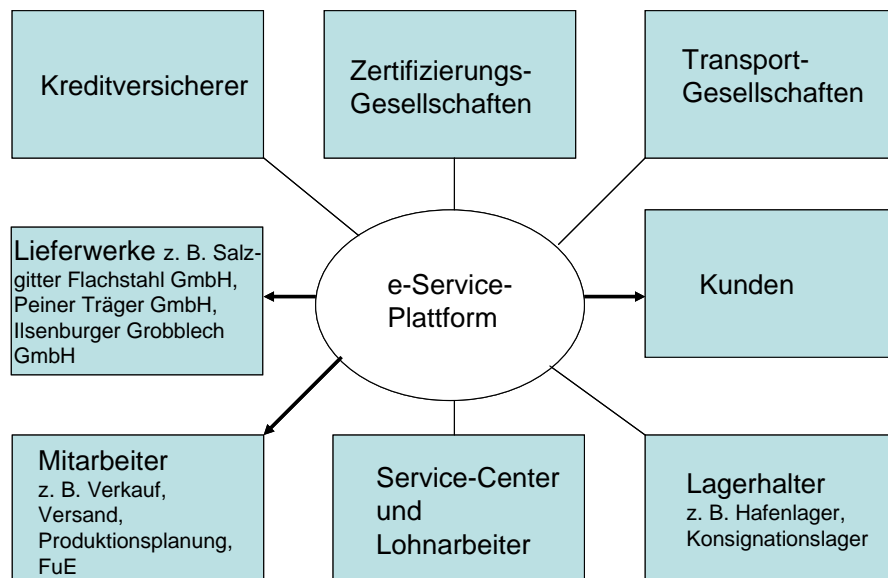 Kreditversicherer
Zertifizierungs-
Gesellschaften
Transport-
Gesellschaften
Lieferwerke z. B. Salz-
gitter Flachstahl GmbH,
Peiner Träger GmbH,
Ilsenburger Grobblech
GmbH
e-Service-
Plattform
Kunden
Mitarbeiter
z. B. Verkauf,
Versand,
Produktionsplanung,
FuE
Service-Center
und
Lohnarbeiter
Lagerhalter
z. B. Hafenlager,
Konsignationslager